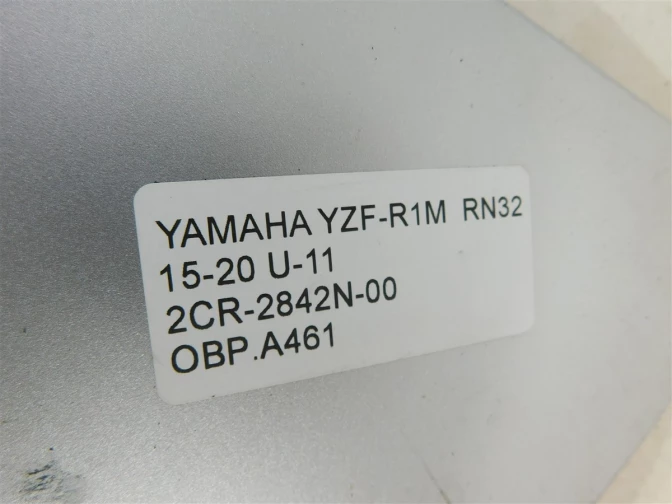 YAMAHA YZF-R1M RN32
15-20 U-11
2CR-2842N-00
OBP.A461